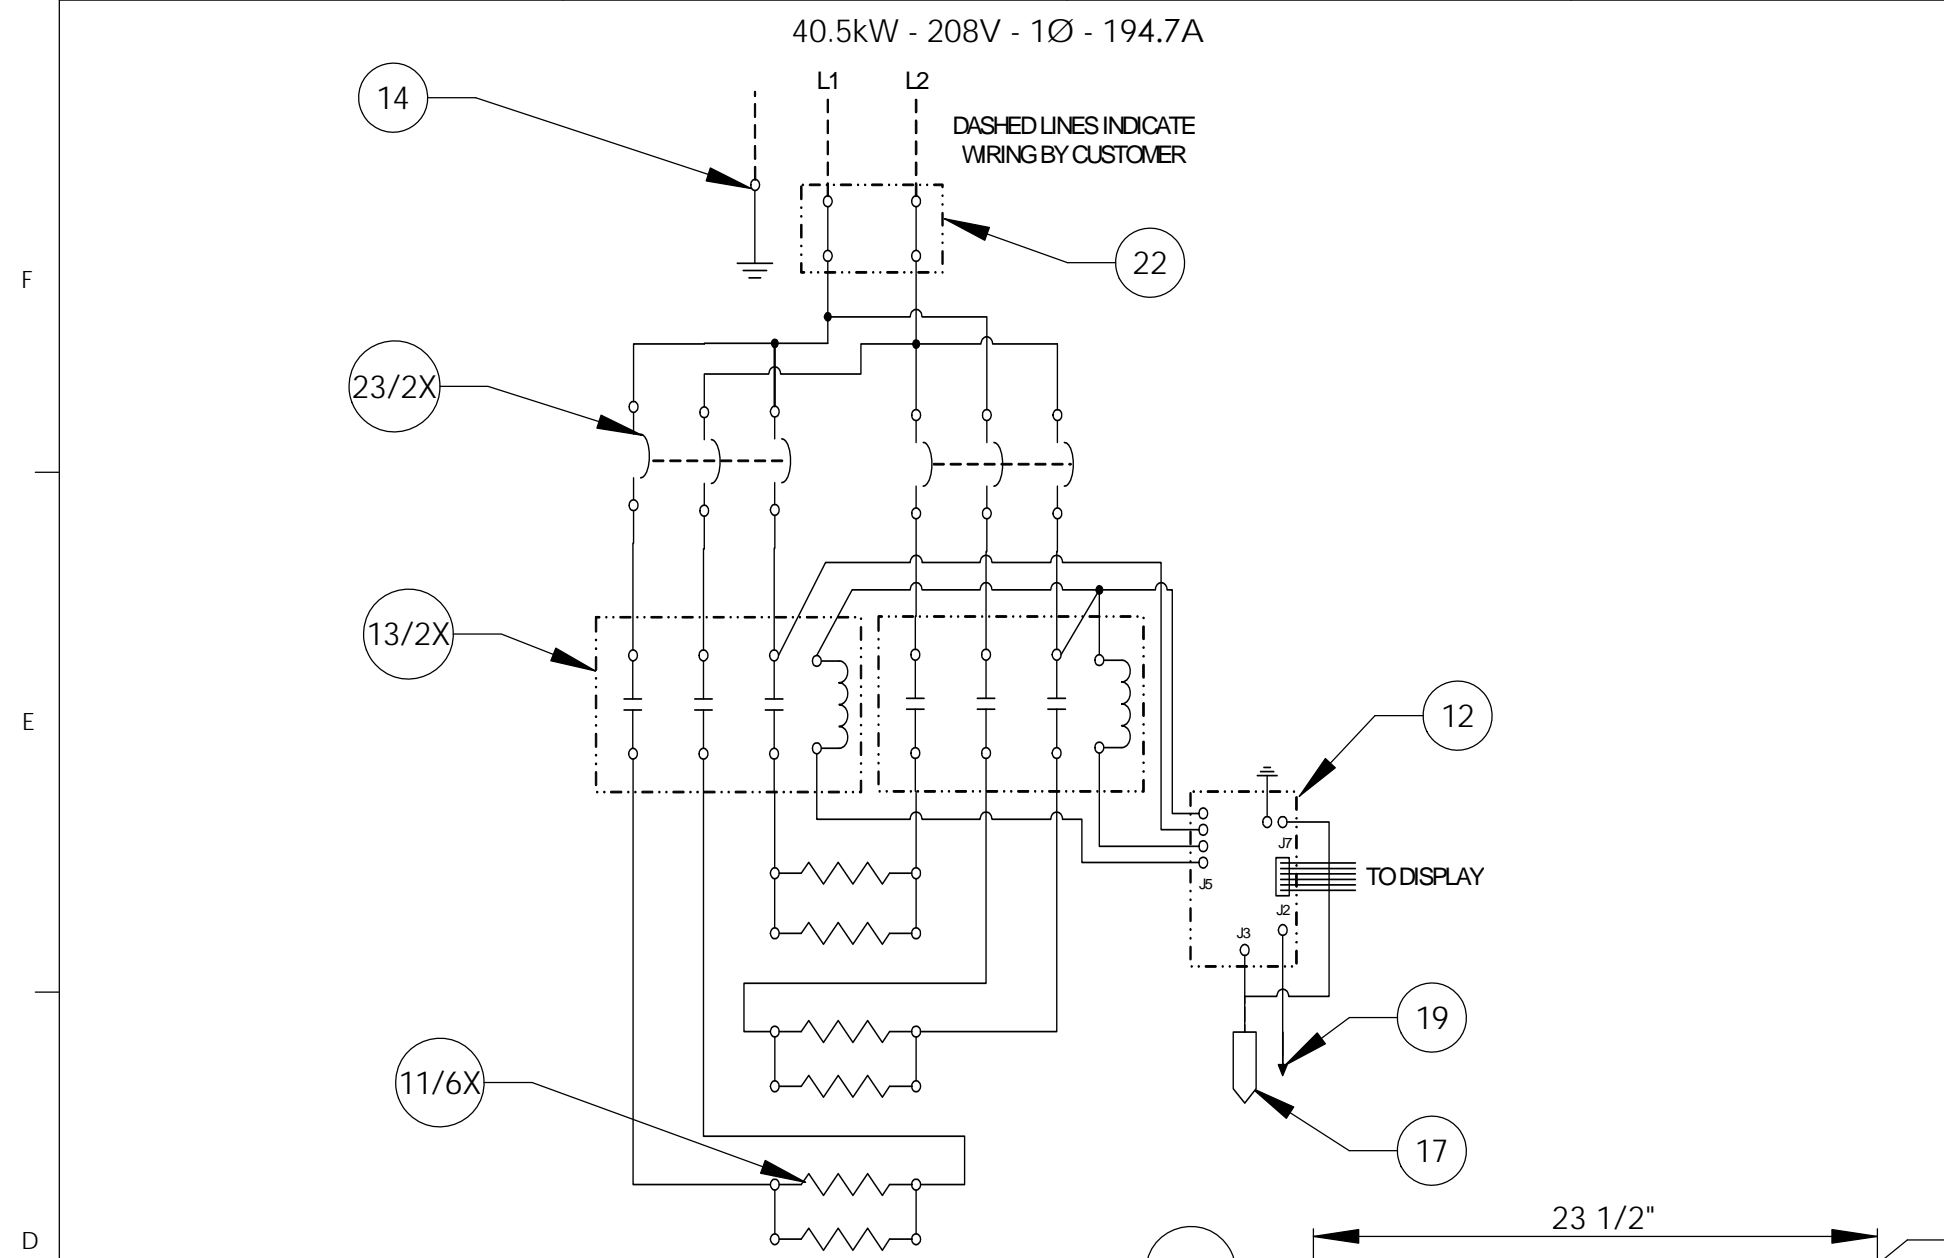 40.5kW - 208V - 1Ø - 194.7A
14
L1
L2
DASHED LINES INDICATE
WIRING BY CUSTOMER
22
F
23/2X
13/2X
E
12
J7
TO DISPLAY
J5
J2
J3
19
11/6X
17
23 1/2"
D